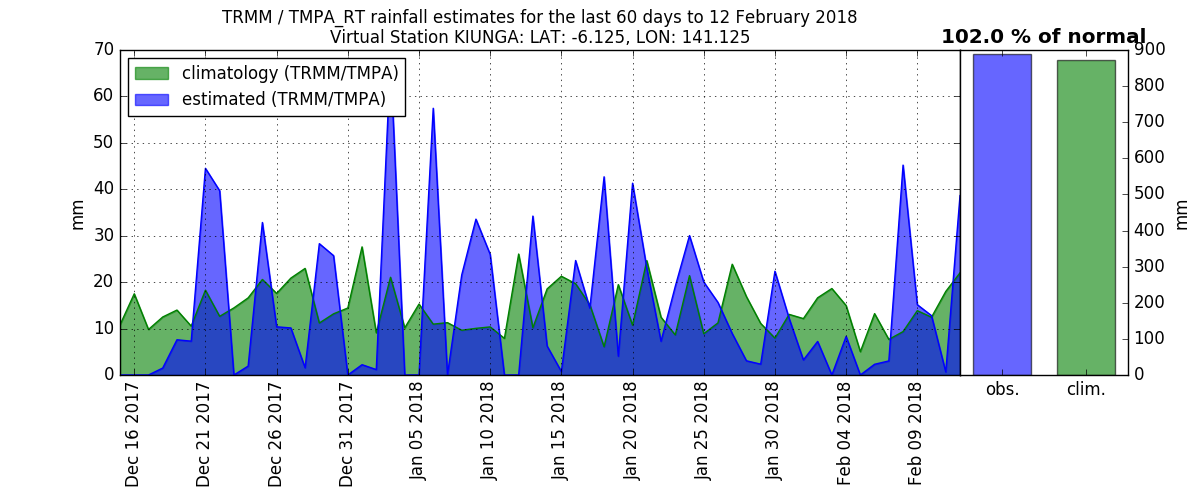 TRMM / TMPA_RT rainfall estimates for the last 60 days to 12 February 2018
Virtual Station KIUNGA: LAT: -6.125, LON: 141.125
102.0 % of normal
climatology (TRMM/TMPA)
estimated (TRMM/TMPA)
70
60
50
40
30
20
10
0
mm
900
800
700
600
500
400
300
200
100
0
mm
Dec 16 2017
Dec 21 2017
Dec 26 2017
Dec 31 2017
Jan 05 2018
Jan 10 2018
Jan 15 2018
Jan 20 2018
Jan 25 2018
Jan 30 2018
Feb 04 2018
Feb 09 2018
obs.
clim.